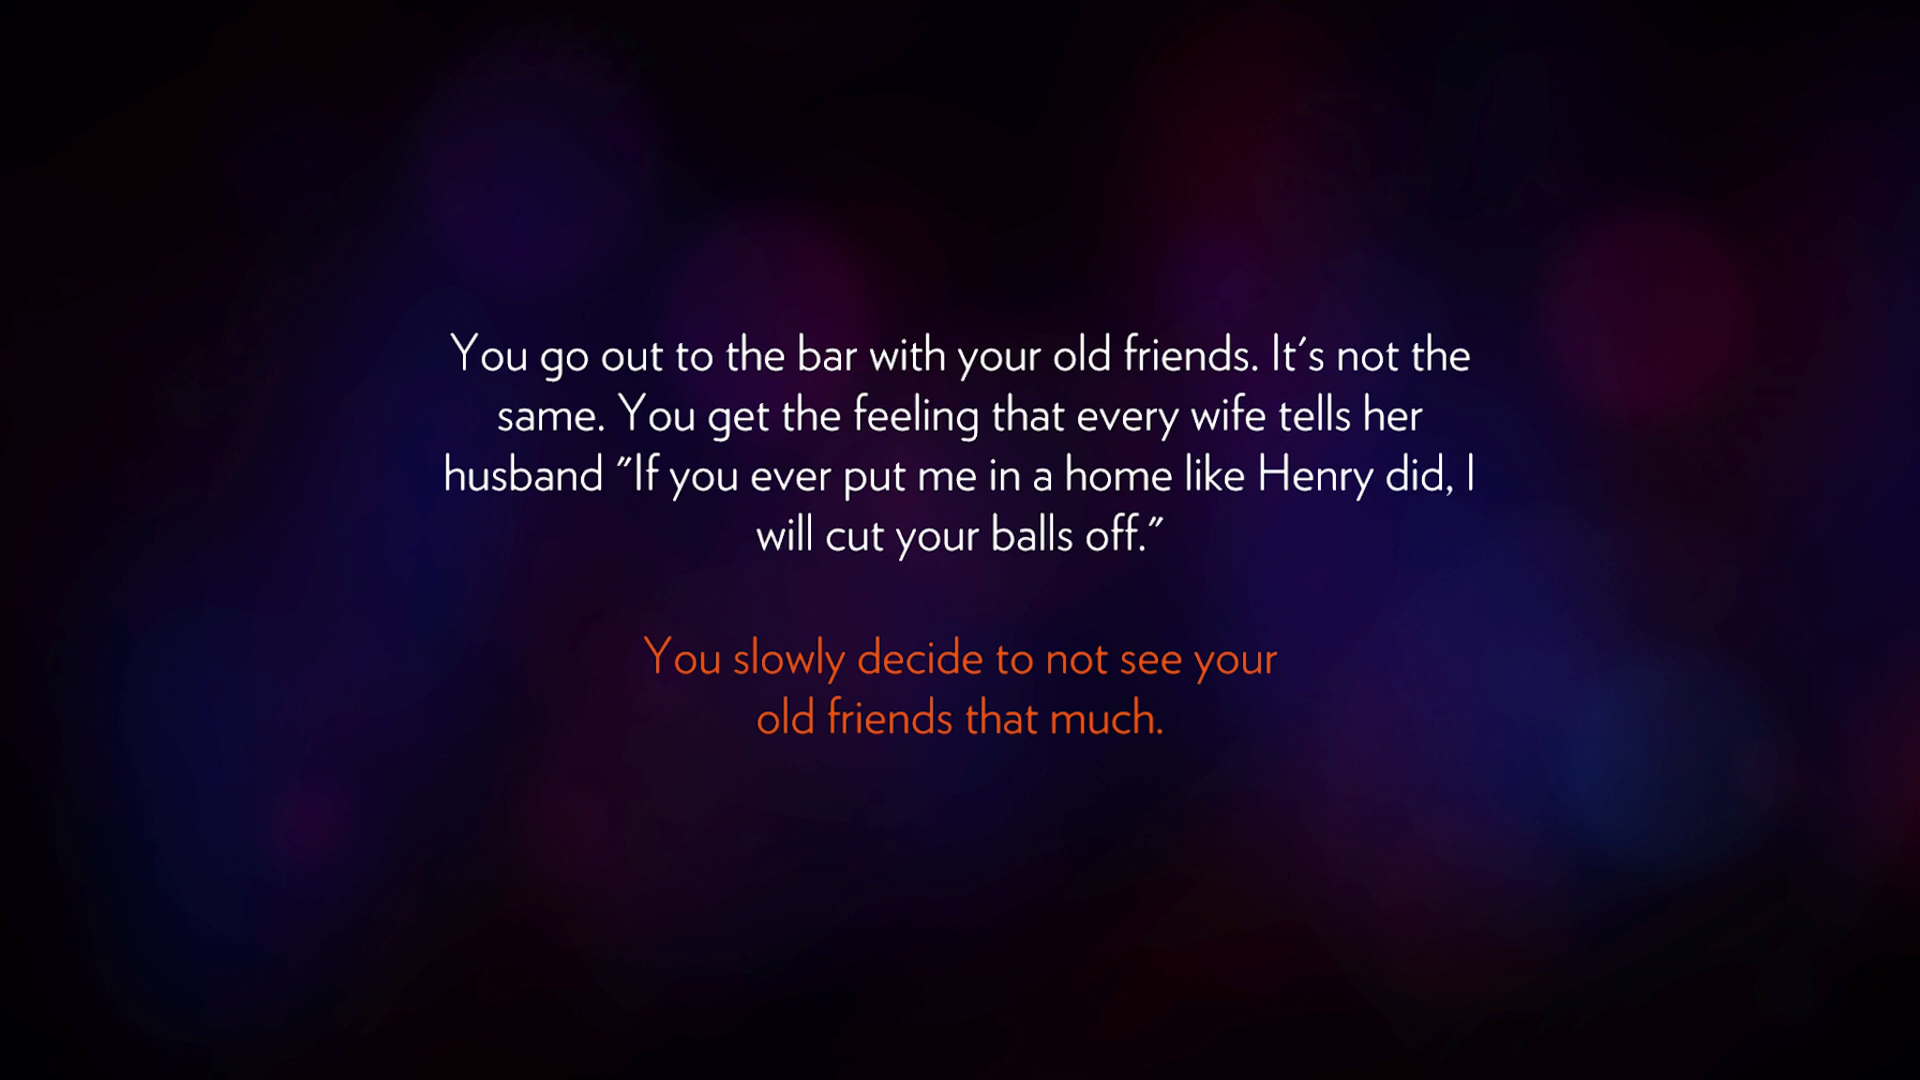 You go out to the bar with your old friends. It's not the
same. You get the feeling that every wife tells her
husband "If you ever put me in a home like Henry did, I
will cut your balls off."
You slowly decide to not see your
old friends that much.